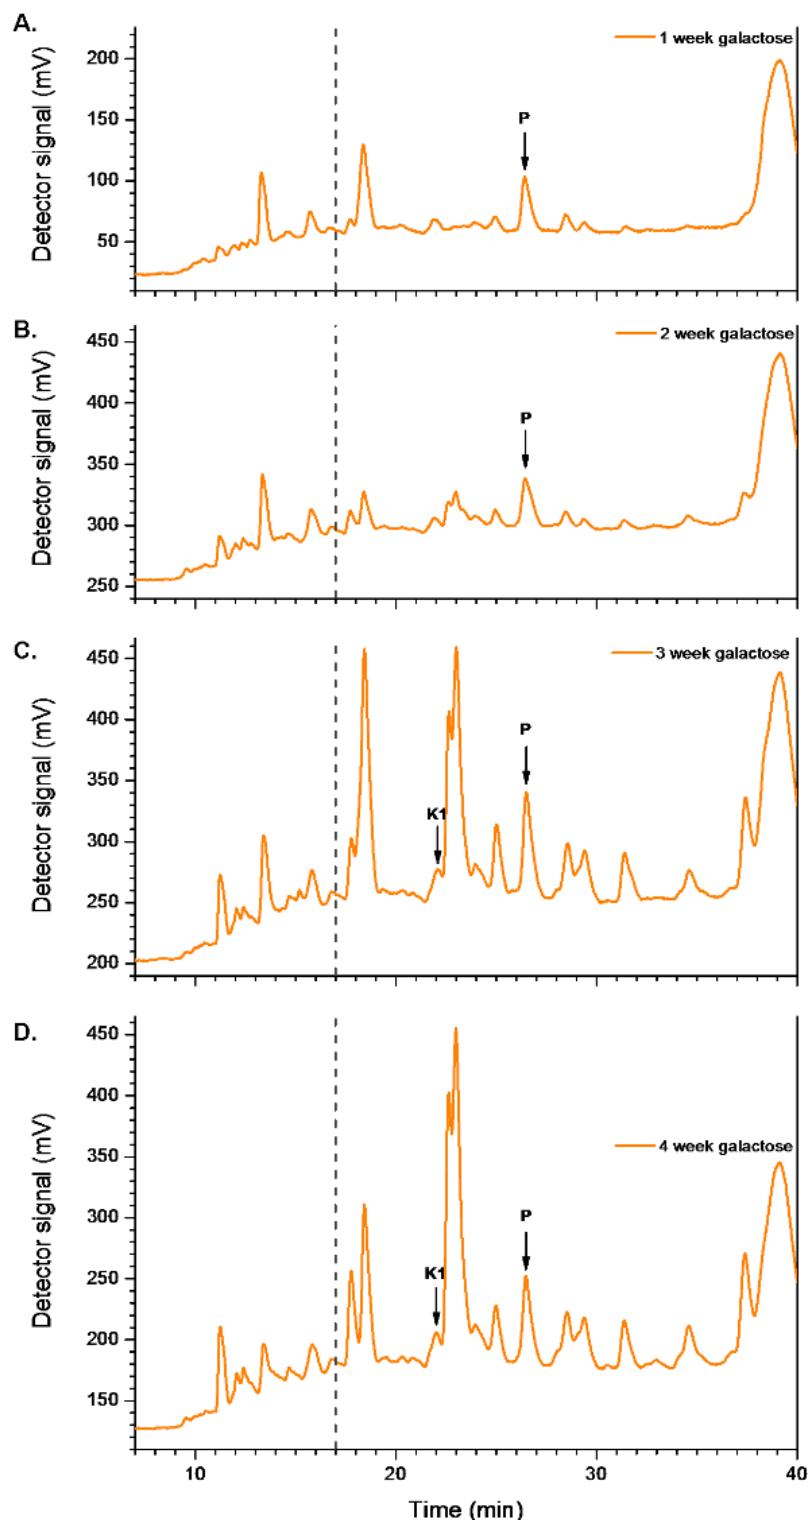 A.
1 week galactose
200
150
100
50
P
Detector signal (mV)
B.
2 week galactose
450
400
350
300
250
P
Detector signal (mV)
C.
3 week galactose
450
400
350
300
250
200
K1
P
Detector signal (mV)
D.
4 week galactose
450
400
350
300
250
200
150
K1
P
Detector signal (mV)
10 20 30 40
Time (min)